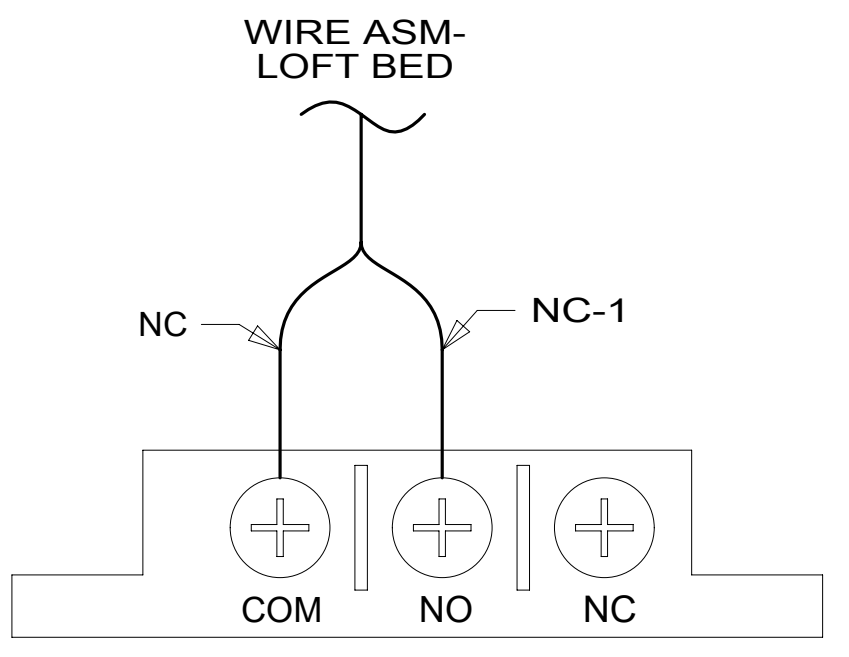 WIRE ASM-
LOFT BED
NC
NC-1
COM
NO
NC